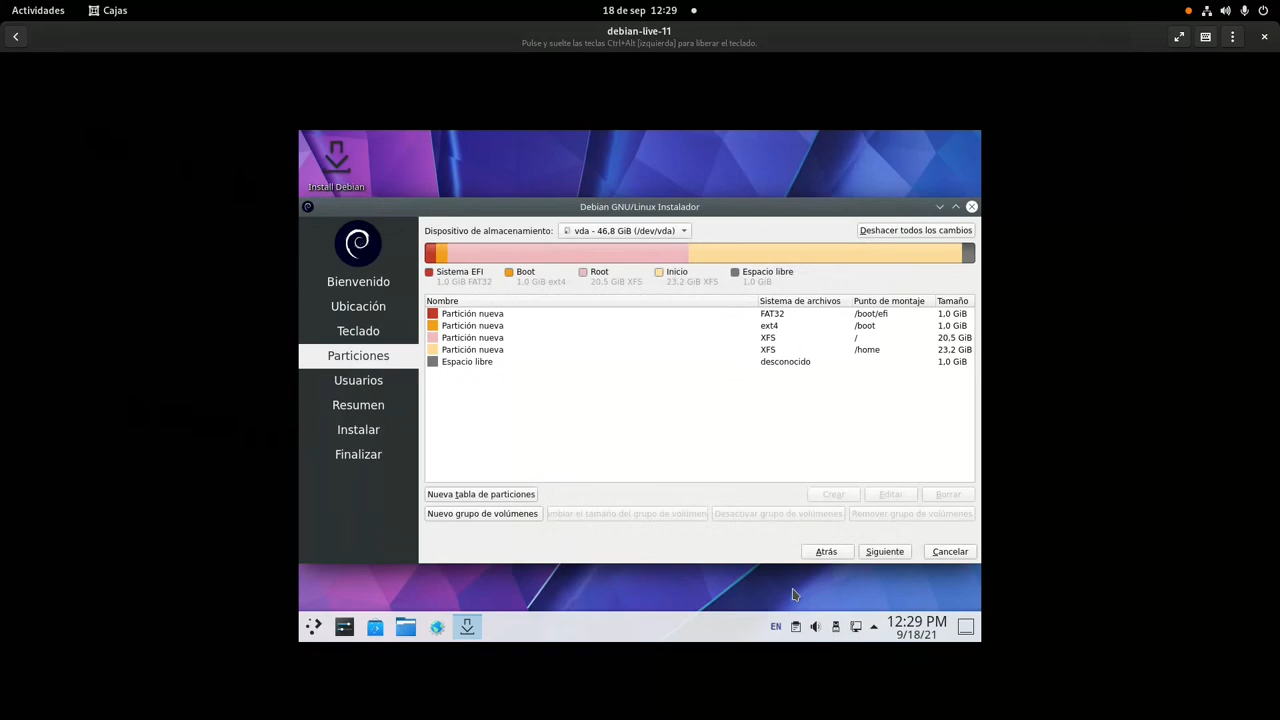 Actividades
Cajas
18 de sep 12:29
debian-live-11
Pulse y suelte las teclas Ctrl+Alt [izquierda] para liberar el teclado.
Install Debian
Debian GNU/Linux Instalador
Bienvenido
Ubicación
Teclado
Particiones
Usuarios
Resumen
Instalar
Finalizar
Dispositivo de almacenamiento: vda - 46,8 GiB (/dev/vda) Deshacer todos los cambios
Sistema EFI Boot Root Inicio Espacio libre
1,0 GiB FAT32 1,0 GiB ext4 20,5 GiB XFS 23,2 GiB XFS 1,0 GiB
Nombre Sistema de archivos Punto de montaje Tamaño
Partición nueva FAT32 /boot/efi 1,0 GiB
Partición nueva ext4 /boot 1,0 GiB
Partición nueva XFS / 20,5 GiB
Partición nueva XFS /home 23,2 GiB
Espacio libre desconocido 1,0 GiB
Nueva tabla de particiones Crear Editar Borrar
Nuevo grupo de volúmenes mbiar el tamaño del grupo de volúmen Desactivar grupo de volúmenes Remover grupo de volúmenes
Atrás Siguiente Cancelar
EN
12:29 PM
9/18/21